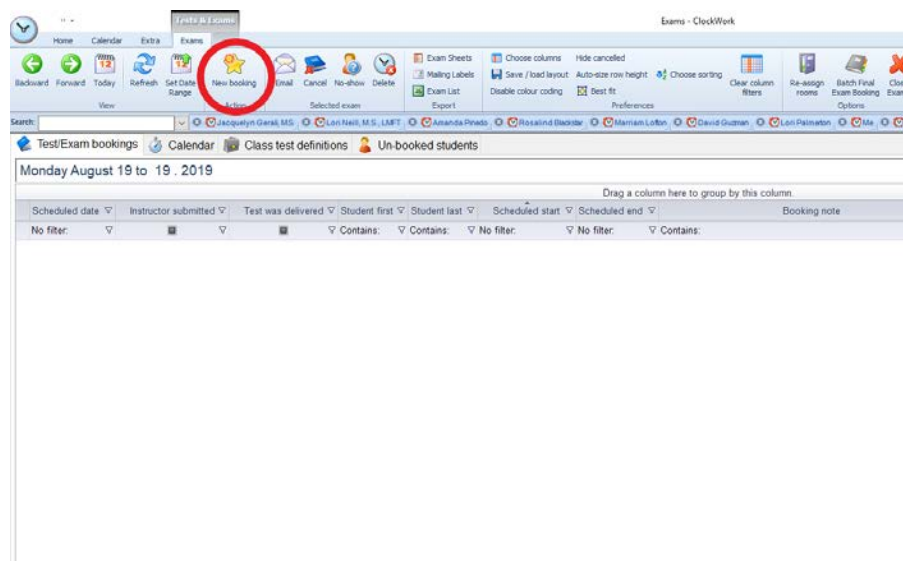 Tests & Exams
Exams - ClockWork
Home Calendar Extra Exams
Backward Forward Today Refresh Set Date Range New booking Email Cancel No-show Delete
Exam Sheets Choose columns Hide cancelled
Mailing Labels Save / load layout Auto-size row height Choose sorting
Exam List Disable colour coding Best fit
Clear column filters Re-assign rooms Batch Final Exam Booking
View Action Selected exam Export Preferences Options
Search: Jacquelyn Geral, MS Lori Neill, M.S., LMFT Amanda Pinado Rosalind Marriam Lofton David Guzman Lori Palmeton Me
Test/Exam bookings Calendar Class test definitions Un-booked students
Monday August 19 to 19 . 2019
Drag a column here to group by this column.
Scheduled date Instructor submitted Test was delivered Student first Student last Scheduled start Scheduled end Booking note
No filter: Contains: Contains: No filter: No filter: Contains: